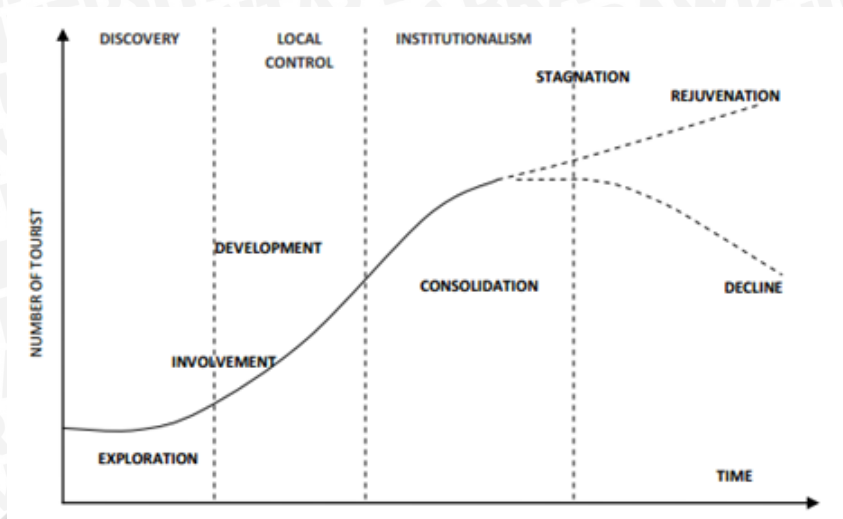 DISCOVERY
LOCAL
CONTROL
INSTITUTIONALISM
STAGNATION
REJUVENATION
NUMBER OF TOURIST
DEVELOPMENT
CONSOLIDATION
DECLINE
INVOLVEMENT
EXPLORATION
TIME